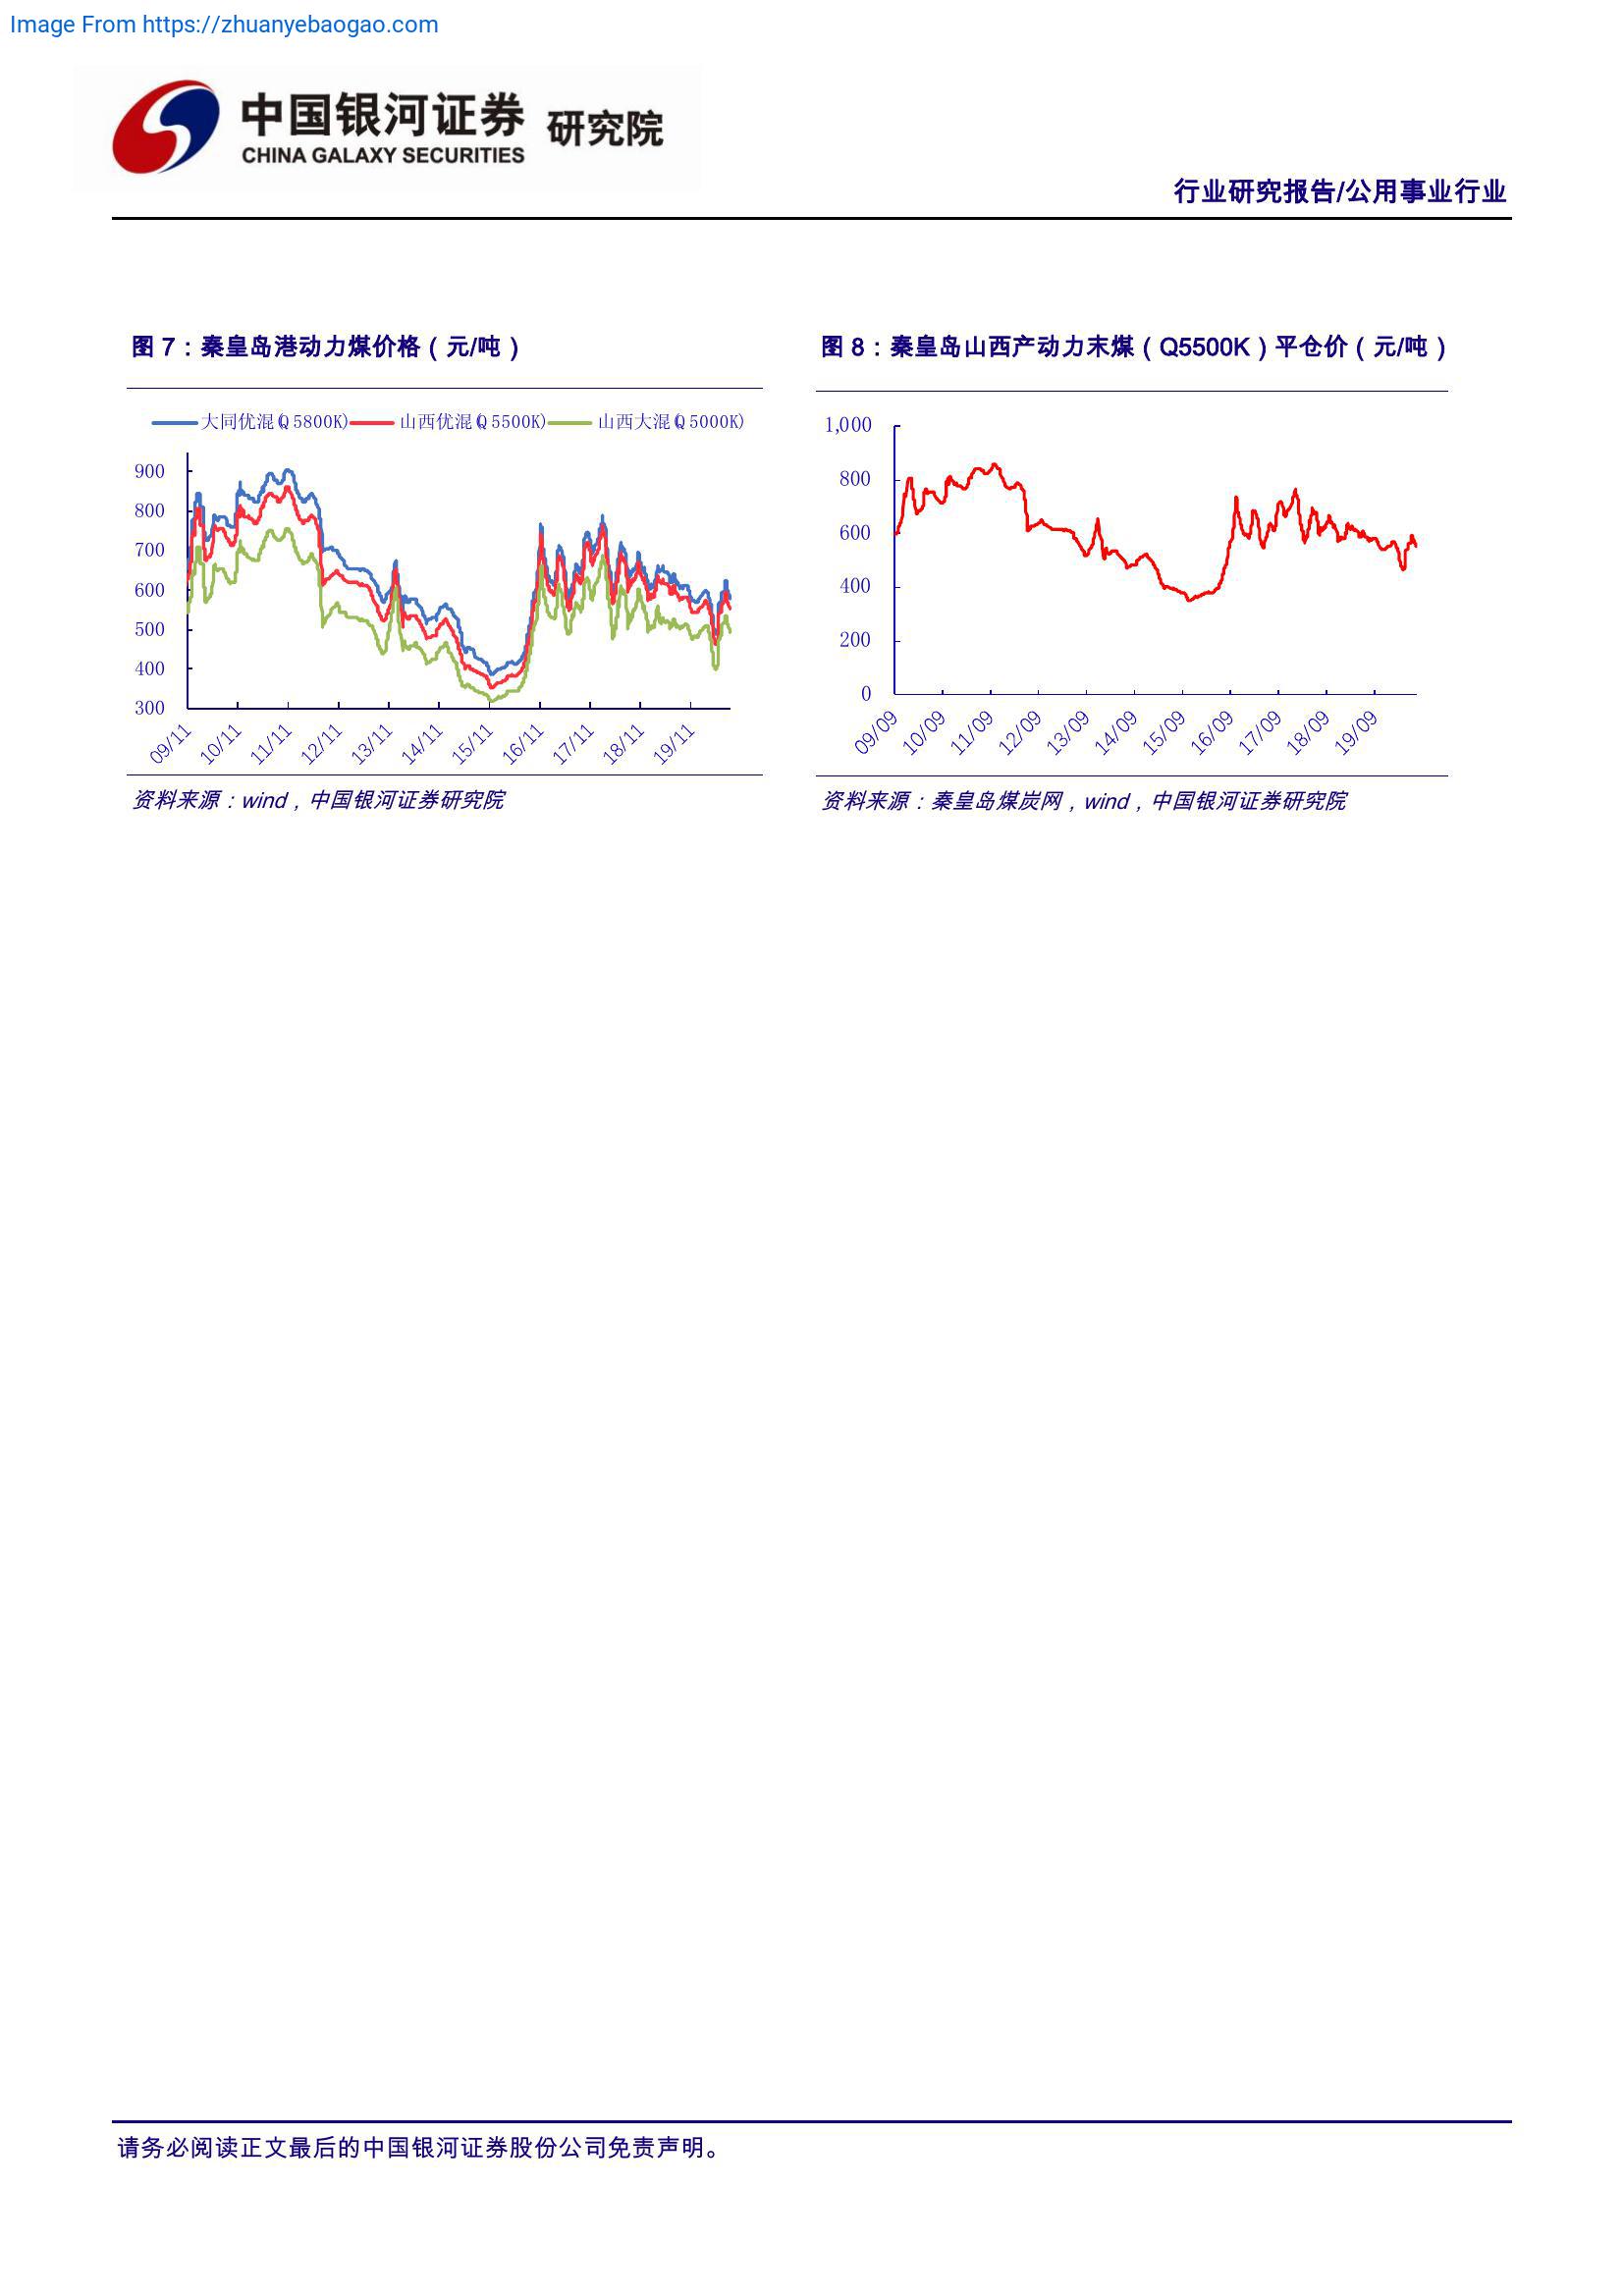 Image From https://zhuanyebaogao.com
中国银河证券 研究院
CHINA GALAXY SECURITIES
行业研究报告/公用事业行业
图 7：秦皇岛港动力煤价格（元/吨）
大同优混(Q5800K) 山西优混(Q5500K) 山西大混(Q5000K)
900
800
700
600
500
400
300
09/11 10/11 11/11 12/11 13/11 14/11 15/11 16/11 17/11 18/11 19/11
资料来源：wind，中国银河证券研究院
图 8：秦皇岛山西产动力末煤（Q5500K）平仓价（元/吨）
1,000
800
600
400
200
0
09/09 10/09 11/09 12/09 13/09 14/09 15/09 16/09 17/09 18/09 19/09
资料来源：秦皇岛煤炭网，wind，中国银河证券研究院
请务必阅读正文最后的中国银河证券股份公司免责声明。